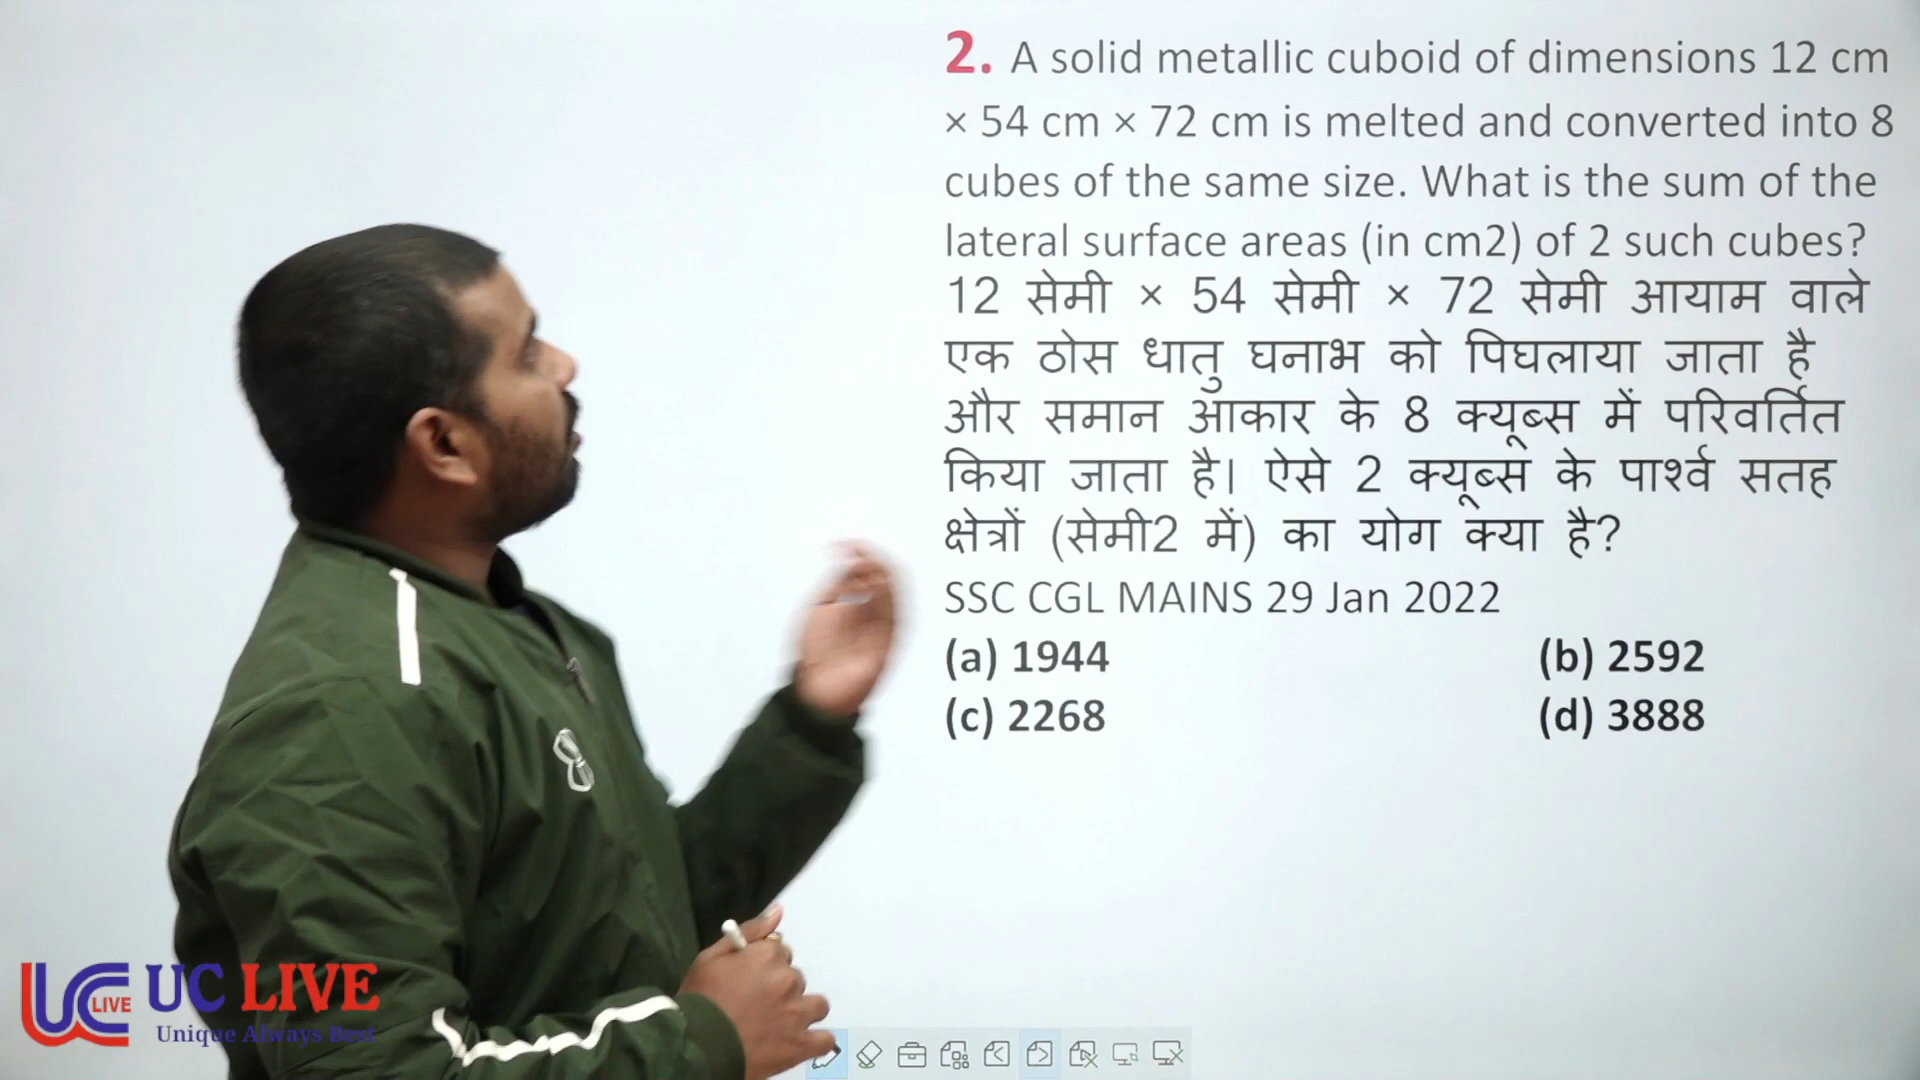 2. A solid metallic cuboid of dimensions 12 cm
× 54 cm × 72 cm is melted and converted into 8
cubes of the same size. What is the sum of the
lateral surface areas (in cm2) of 2 such cubes?
12 सेमी × 54 सेमी × 72 सेमी आयाम वाले
एक ठोस धातु घनाभ को पिघलाया जाता है
और समान आकार के 8 क्यूब्स में परिवर्तित
किया जाता है। ऐसे 2 क्यूब्स के पार्श्व सतह
क्षेत्रों (सेमी2 में) का योग क्या है?
SSC CGL MAINS 29 Jan 2022
(a) 1944 (b) 2592
(c) 2268 (d) 3888
UC LIVE UC LIVE
Unique Always Best